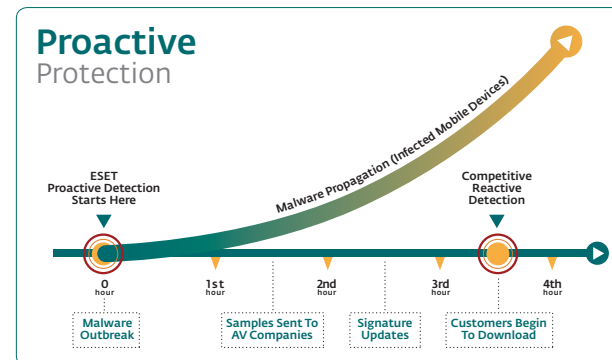 Proactive
Protection
ESET
Proactive Detection
Starts Here
Malware Propagation (Infected Mobile Devices)
Competitive
Reactive
Detection
0
hour
1st
hour
2nd
hour
3rd
hour
4th
hour
Malware
Outbreak
Samples Sent To
AV Companies
Signature
Updates
Customers Begin
To Download